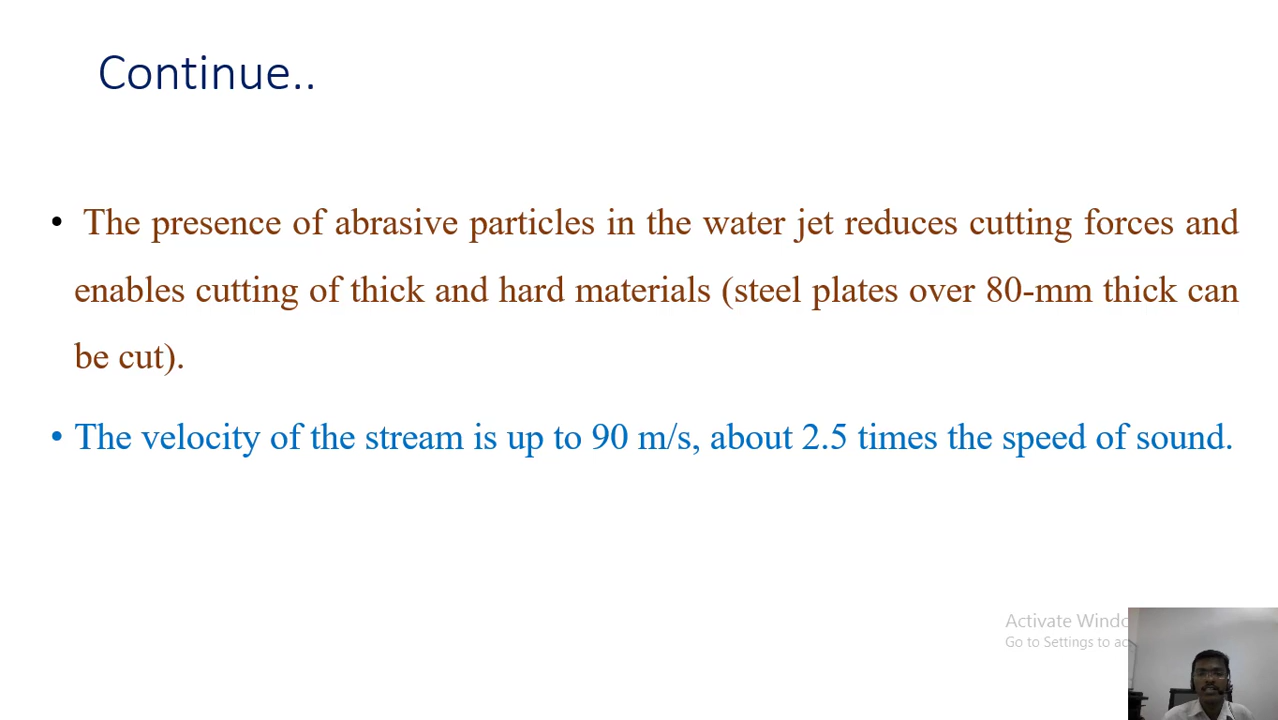 Continue..
• The presence of abrasive particles in the water jet reduces cutting forces and
enables cutting of thick and hard materials (steel plates over 80-mm thick can
be cut).
• The velocity of the stream is up to 90 m/s, about 2.5 times the speed of sound.
Activate Windo
Go to Settings to ac